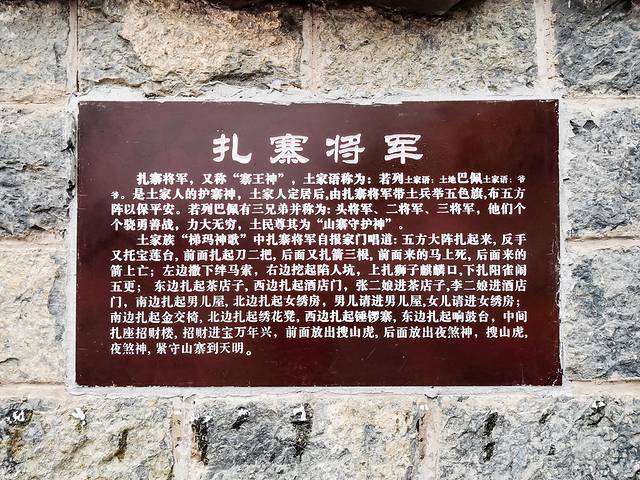 扎寨将军
扎寨将军，又称“寨王神”，土家语称为：若列土家语：土地巴佩土家语：爷
爷。是土家人的护寨神，土家人定居后,由扎寨将军带土兵举五色旗,布五方
阵以保平安。若列巴佩有三兄弟并称为：头将军、二将军、三将军，他们个
个骁勇善战，力大无穷，土民尊其为“山寨守护神”。
土家族“梯玛神歌”中扎寨将军自报家门唱道：五方大阵扎起来，反手
又托宝莲台，前面扎起刀二把，后面又扎箭三根，前面来的马上死，后面来的
箭上亡；左边撒下绊马索，右边挖起陷人坑，上扎狮子麒麟口,下扎阳雀闹
五更； 东边扎起茶店子，西边扎起酒店门，张二娘进茶店子,李二娘进酒店
门，南边扎起男儿屋，北边扎起女绣房，男儿请进男儿屋,女儿请进女绣房；
南边扎起金交椅，北边扎起绣花凳，西边扎起锤锣寨，东边扎起响鼓台，中间
扎座招财楼，招财进宝万年兴，前面放出搜山虎，后面放出夜煞神，搜山虎，
夜煞神，紧守山寨到天明。